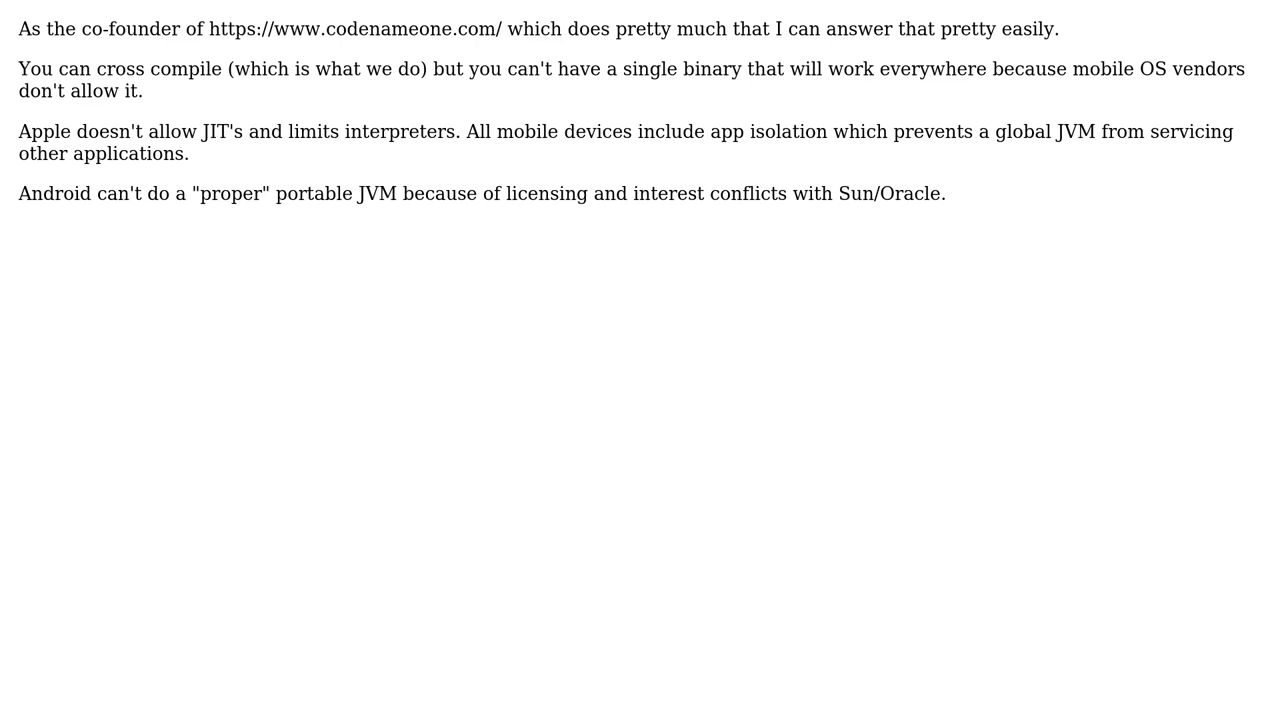 As the co-founder of https://www.codenameone.com/ which does pretty much that I can answer that pretty easily.
You can cross compile (which is what we do) but you can't have a single binary that will work everywhere because mobile OS vendors
don't allow it.
Apple doesn't allow JIT's and limits interpreters. All mobile devices include app isolation which prevents a global JVM from servicing
other applications.
Android can't do a "proper" portable JVM because of licensing and interest conflicts with Sun/Oracle.